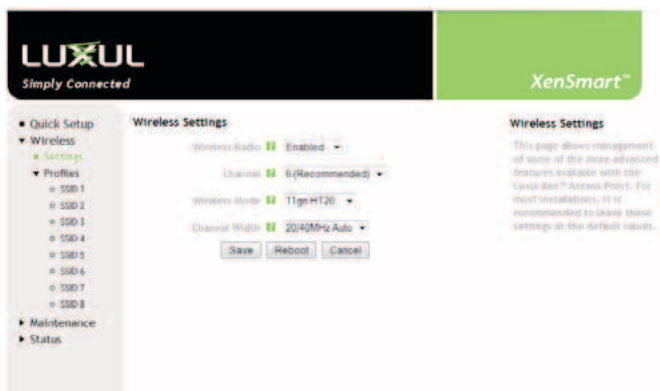 LUXUL
Simply Connected
XenSmart™
Quick Setup
Wireless
Settings
Profiles
SSID 1
SSID 2
SSID 3
SSID 4
SSID 5
SSID 6
SSID 7
SSID 8
Maintenance
Status
Wireless Settings
Wireless Radio ? Enabled
Channel ? 6 (Recommended)
Wireless Mode ? 11gn HT20
Channel Width ? 20/40MHz Auto
Save Reboot Cancel
Wireless Settings
This page allows management
of some of the more advanced
features available with the
Luxul Xen™ Access Point. For
most installations, it is
recommended to leave these
settings at the default values.